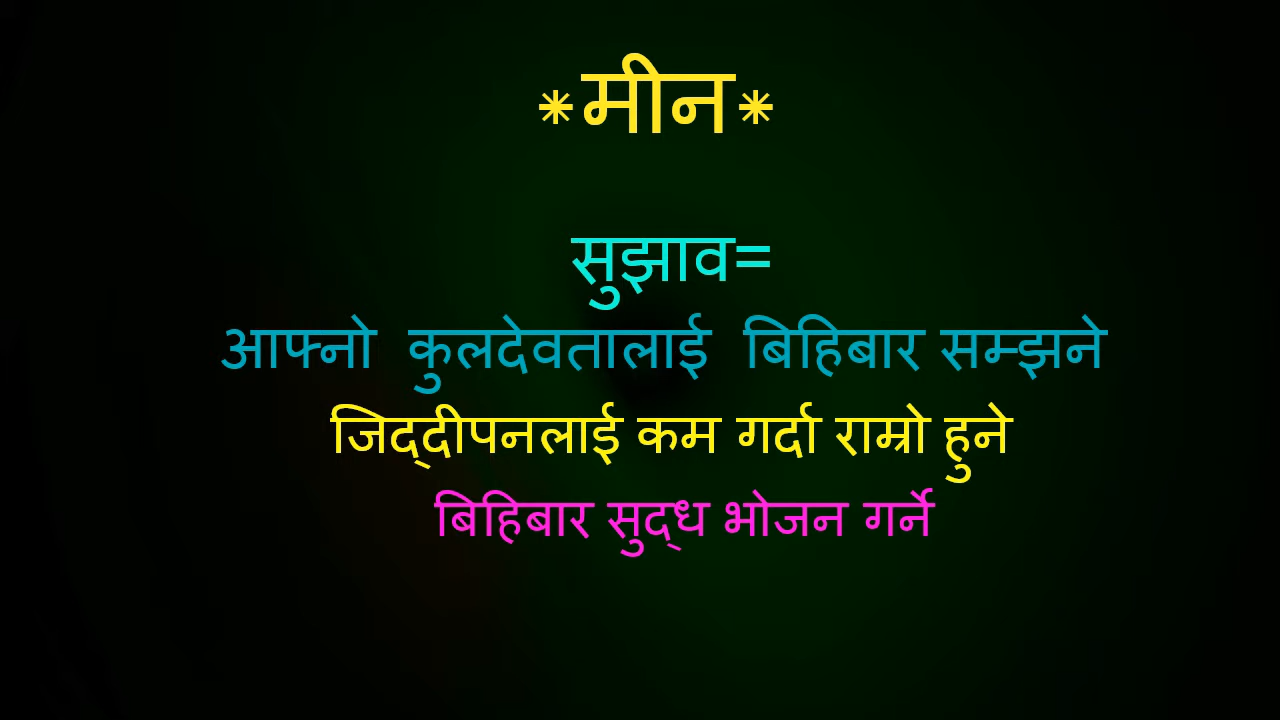 *मीन*
सुझाव=
आफ्नो कुलदेवतालाई बिहिबार सम्झने
जिद्‌दीपनलाई कम गर्दा राम्रो हुने
बिहिबार सुद्‌ध भोजन गर्ने